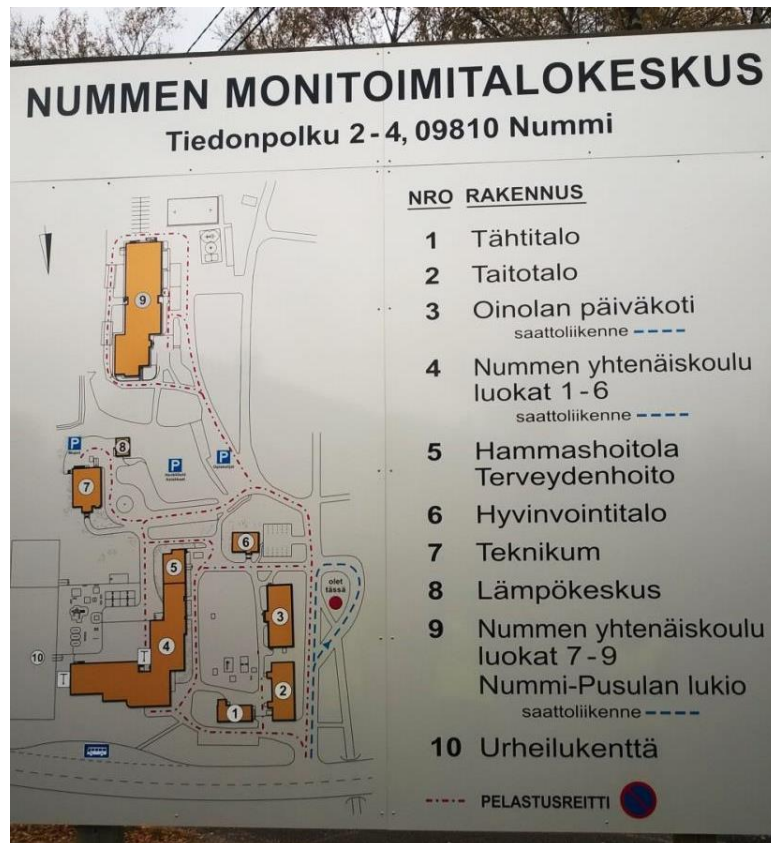 NUMMEN MONITOIMITALOKESKUS
Tiedonpolku 2-4, 09810 Nummi
NRO RAKENNUS
1 Tähtitalo
2 Taitotalo
3 Oinolan päiväkoti
saattoliikenne
4 Nummen yhtenäiskoulu
luokat 1-6
saattoliikenne
5 Hammashoitola
Terveydenhoito
6 Hyvinvointitalo
7 Teknikum
8 Lämpökeskus
9 Nummen yhtenäiskoulu
luokat 7-9
Nummi-Pusulan lukio
saattoliikenne
10 Urheilukenttä
PELASTUSREITTI
9
P
8
P
P
7
6
5
olet
tässä
3
4
10
2
1